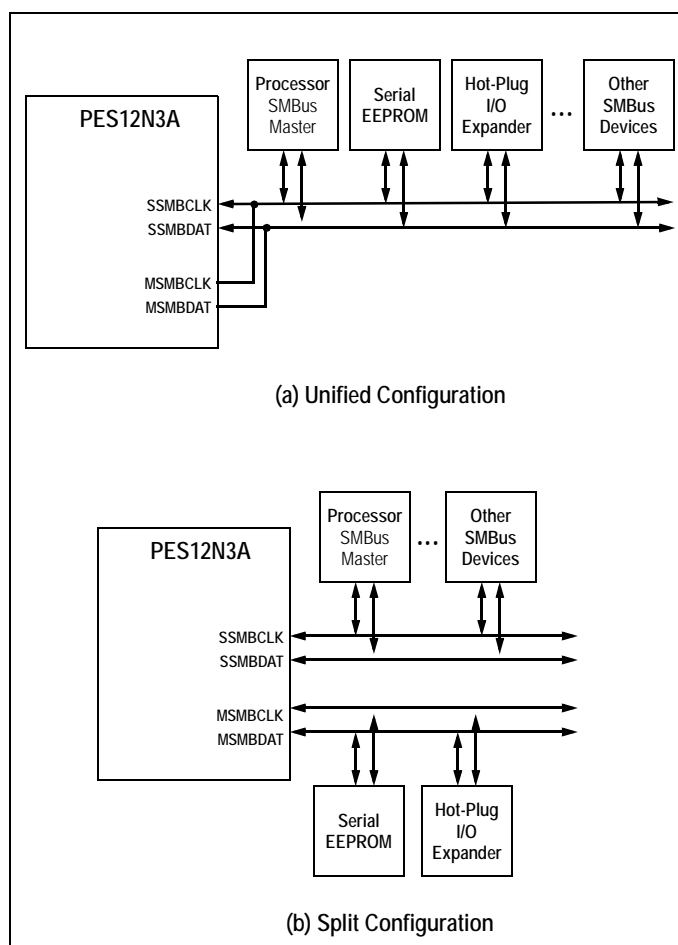 PES12N3A
Processor
SMBus
Master
Serial
EEPROM
Hot-Plug
I/O
Expander
...
Other
SMBus
Devices
SSMBCLK
SSMBDAT
MSMBCLK
MSMBDAT
(a) Unified Configuration
PES12N3A
Processor
SMBus
Master
...
Other
SMBus
Devices
SSMBCLK
SSMBDAT
MSMBCLK
MSMBDAT
Serial
EEPROM
Hot-Plug
I/O
Expander
(b) Split Configuration